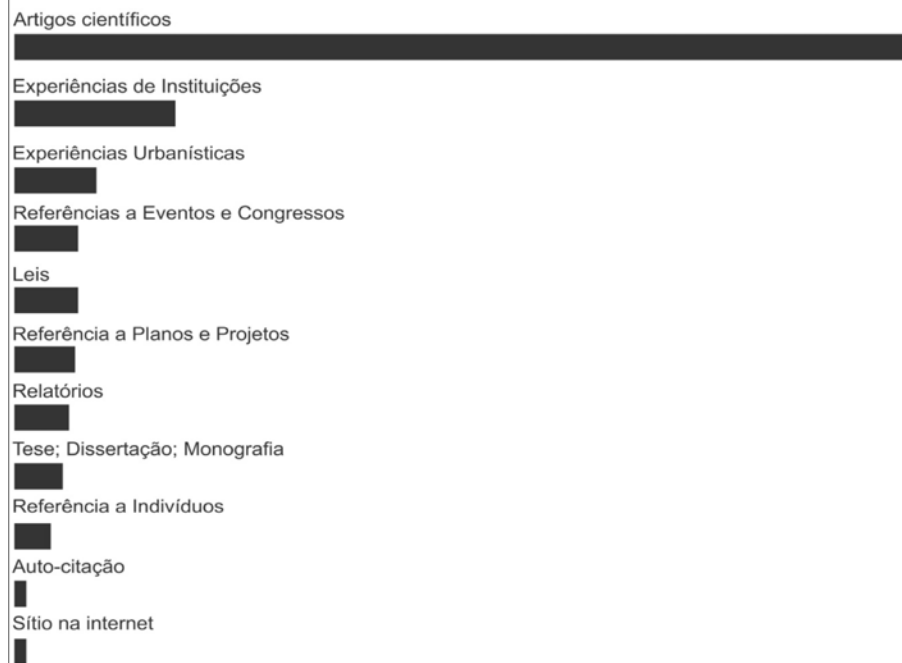 Artigos científicos
Experiências de Instituições
Experiências Urbanísticas
Referências a Eventos e Congressos
Leis
Referência a Planos e Projetos
Relatórios
Tese; Dissertação; Monografia
Referência a Indivíduos
Auto-citação
Sítio na internet